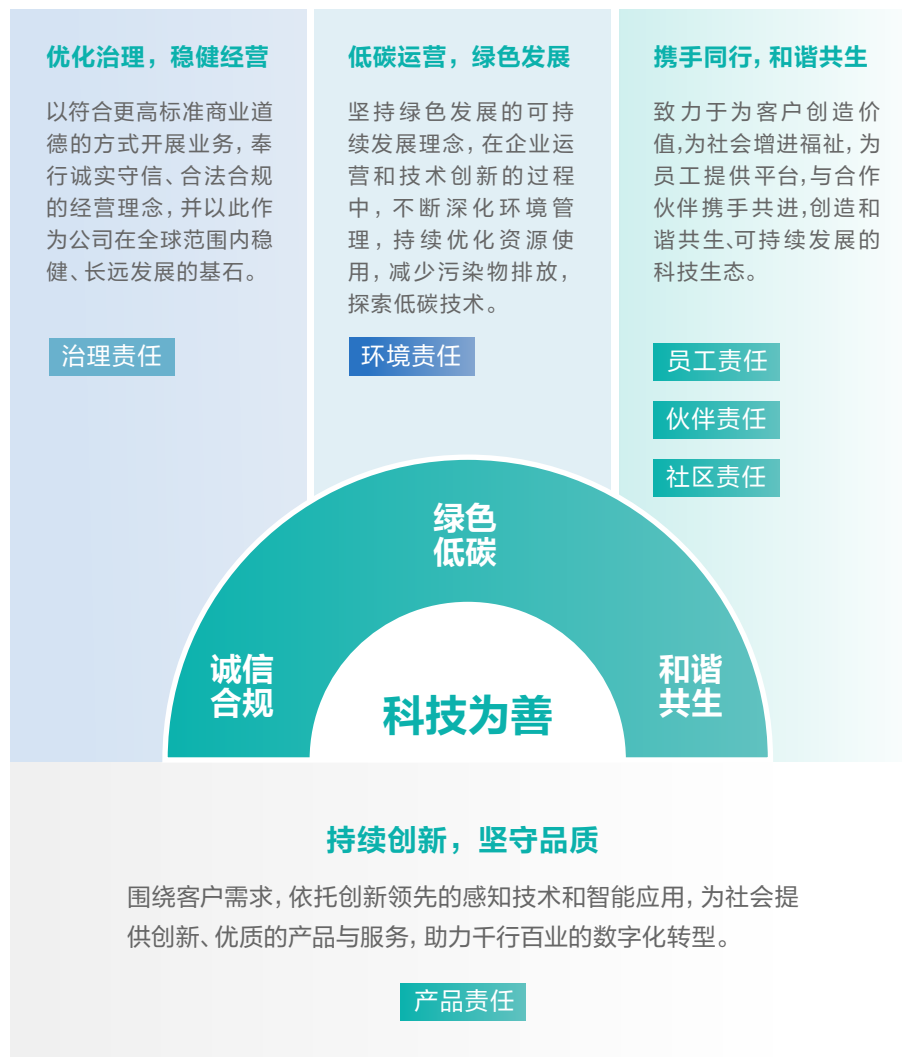 优化治理，稳健经营
以符合更高标准商业道
德的方式开展业务，奉
行诚实守信、合法合规
的经营理念，并以此作
为公司在全球范围内稳
健、长远发展的基石。
治理责任
低碳运营，绿色发展
坚持绿色发展的可持
续发展理念，在企业运
营和技术创新的过程
中，不断深化环境管
理，持续优化资源使
用，减少污染物排放，
探索低碳技术。
环境责任
携手同行，和谐共生
致力于为客户创造价
值,为社会增进福祉，为
员工提供平台,与合作
伙伴携手共进,创造和
谐共生、可持续发展的
科技生态。
员工责任
伙伴责任
社区责任
绿色
低碳
诚信
合规
和谐
共生
科技为善
持续创新，坚守品质
围绕客户需求，依托创新领先的感知技术和智能应用，为社会提
供创新、优质的产品与服务，助力千行百业的数字化转型。
产品责任